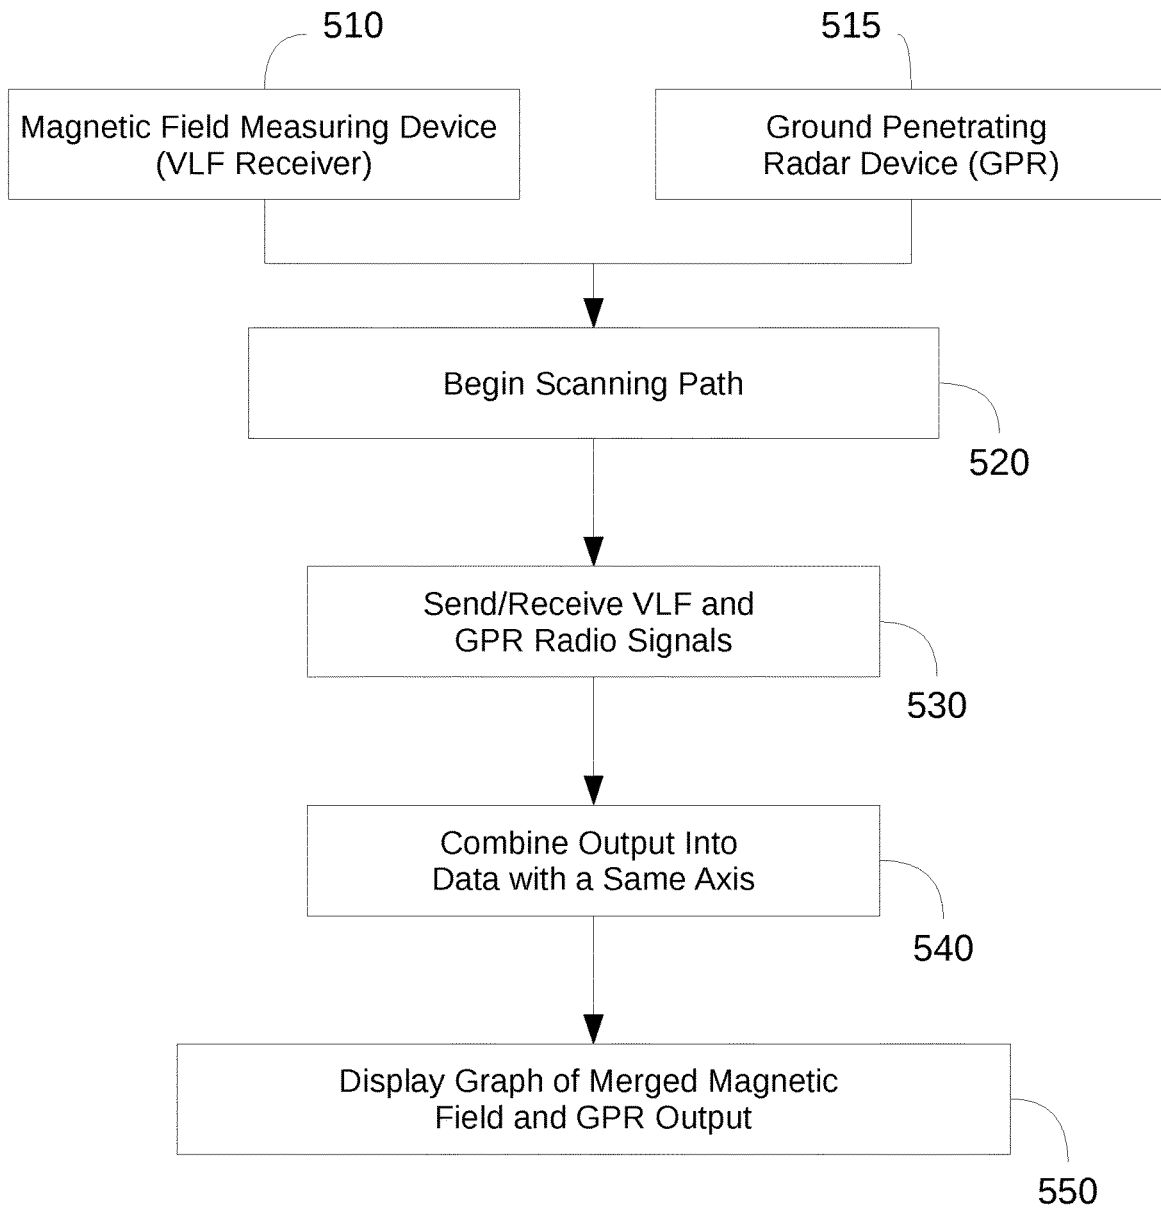 510
515
Magnetic Field Measuring Device
(VLF Receiver)
Ground Penetrating
Radar Device (GPR)
Begin Scanning Path
520
Send/Receive VLF and
GPR Radio Signals
530
Combine Output Into
Data with a Same Axis
540
Display Graph of Merged Magnetic
Field and GPR Output
550